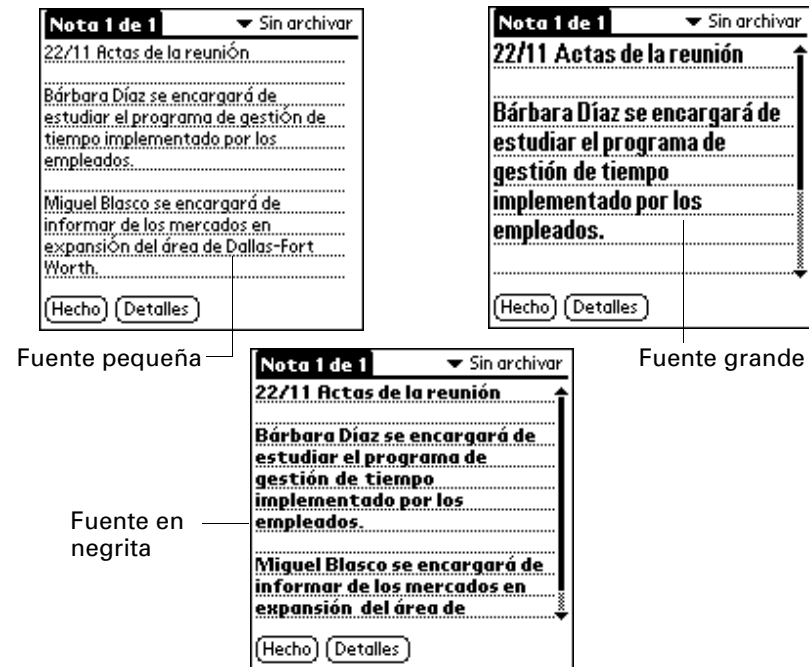 Nota 1 de 1 Sin archivar
22/11 Actas de la reunión
Bárbara Díaz se encargará de
estudiar el programa de gestión de
tiempo implementado por los
empleados.
Miguel Blasco se encargará de
informar de los mercados en
expansión del área de Dallas-Fort
Worth.
Hecho Detalles
Fuente pequeña
Nota 1 de 1 Sin archivar
22/11 Actas de la reunión
Bárbara Díaz se encargará de
estudiar el programa de
gestión de tiempo
implementado por los
empleados.
Hecho Detalles
Fuente grande
Nota 1 de 1 Sin archivar
22/11 Actas de la reunión
Bárbara Díaz se encargará de
estudiar el programa de
gestión de tiempo
implementado por los
empleados.
Miguel Blasco se encargará de
informar de los mercados en
expansión del área de
Hecho Detalles
Fuente en
negrita